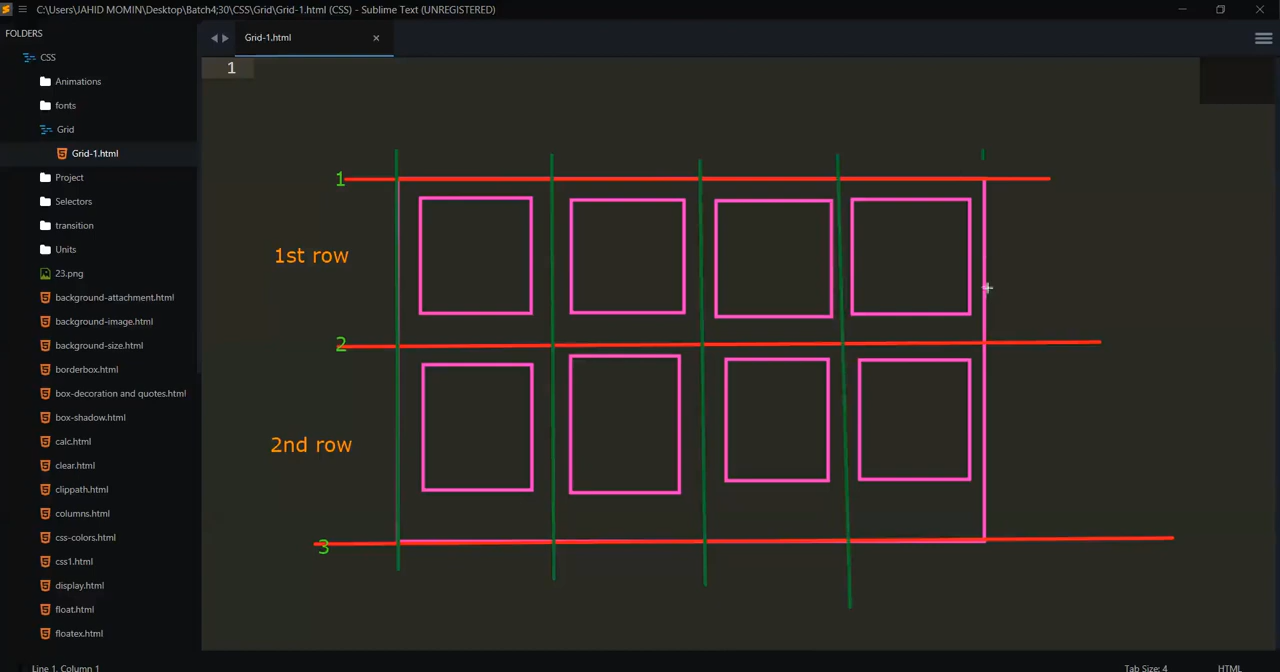 C:\Users\JAHID MOMIN\Desktop\Batch4;30\CSS\Grid\Grid-1.html (CSS) - Sublime Text (UNREGISTERED)
FOLDERS
CSS
Animations
fonts
Grid
Grid-1.html
Project
Selectors
transition
Units
23.png
background-attachment.html
background-image.html
background-size.html
borderbox.html
box-decoration and quotes.html
box-shadow.html
calc.html
clear.html
clippath.html
columns.html
css-colors.html
css1.html
display.html
float.html
floatex.html
Grid-1.html
1
1
1st row
2
2nd row
3
Line 1, Column 1
Tab Size: 4
HTML